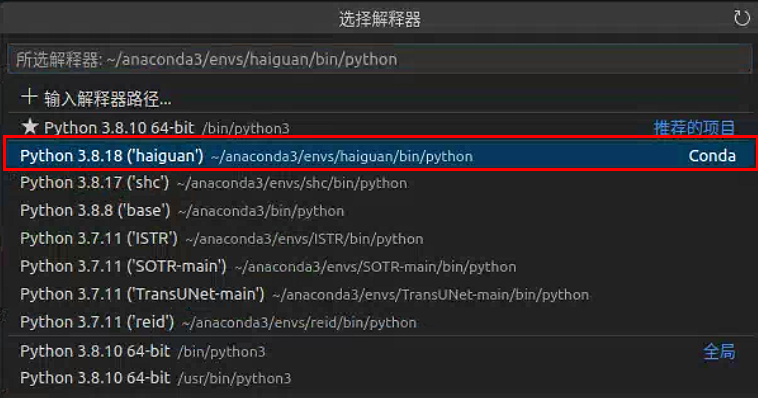 选择解释器
所选解释器: ~/anaconda3/envs/haiguan/bin/python
+ 输入解释器路径...
★ Python 3.8.10 64-bit /bin/python3 推荐的项目
Python 3.8.18 ('haiguan') ~/anaconda3/envs/haiguan/bin/python Conda
Python 3.8.17 ('shc') ~/anaconda3/envs/shc/bin/python
Python 3.8.8 ('base') ~/anaconda3/bin/python
Python 3.7.11 ('ISTR') ~/anaconda3/envs/ISTR/bin/python
Python 3.7.11 ('SOTR-main') ~/anaconda3/envs/SOTR-main/bin/python
Python 3.7.11 ('TransUNet-main') ~/anaconda3/envs/TransUNet-main/bin/python
Python 3.7.11 ('reid') ~/anaconda3/envs/reid/bin/python
Python 3.8.10 64-bit /bin/python3 全局
Python 3.8.10 64-bit /usr/bin/python3